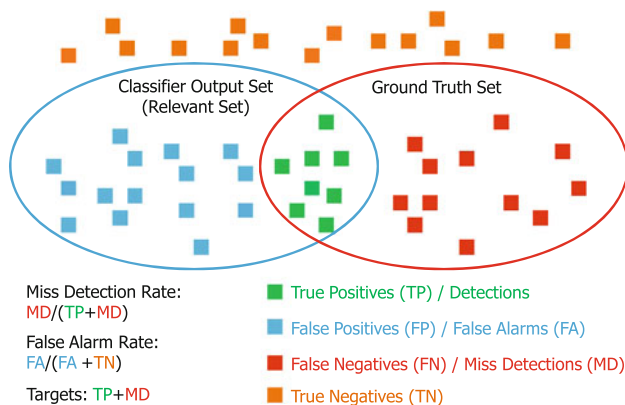 Classifier Output Set
(Relevant Set)
Ground Truth Set
Miss Detection Rate:
MD/(TP+MD)
False Alarm Rate:
FA/(FA +TN)
Targets: TP+MD
True Positives (TP) / Detections
False Positives (FP) / False Alarms (FA)
False Negatives (FN) / Miss Detections (MD)
True Negatives (TN)